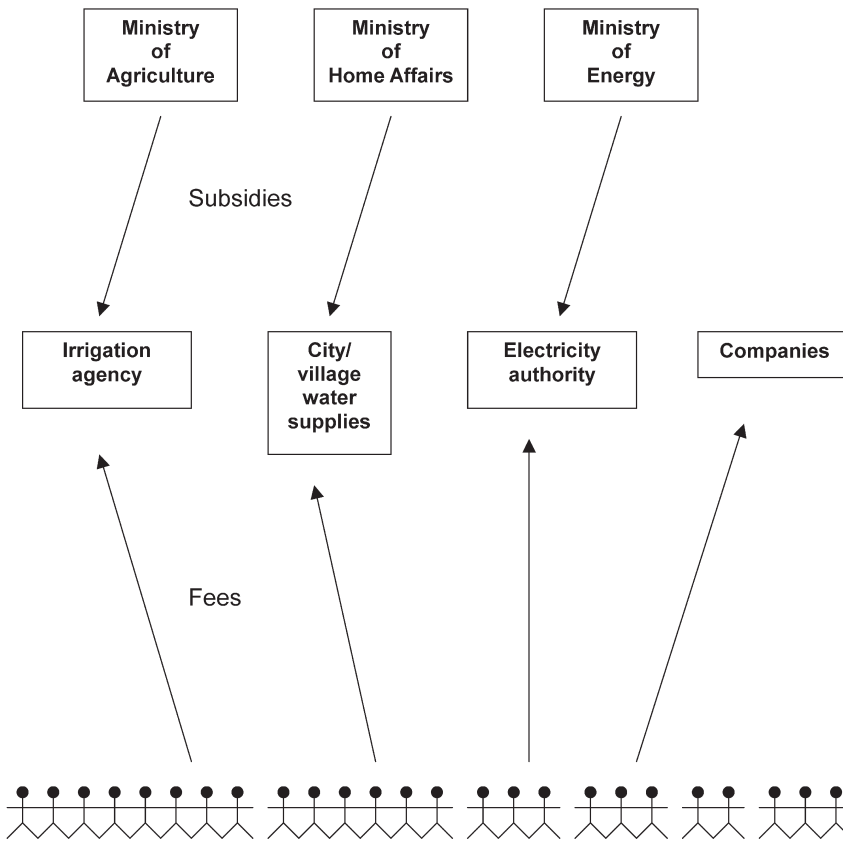 Ministry
of
Agriculture
Ministry
of
Home Affairs
Ministry
of
Energy
Subsidies
Irrigation
agency
City/
village
water
supplies
Electricity
authority
Companies
Fees